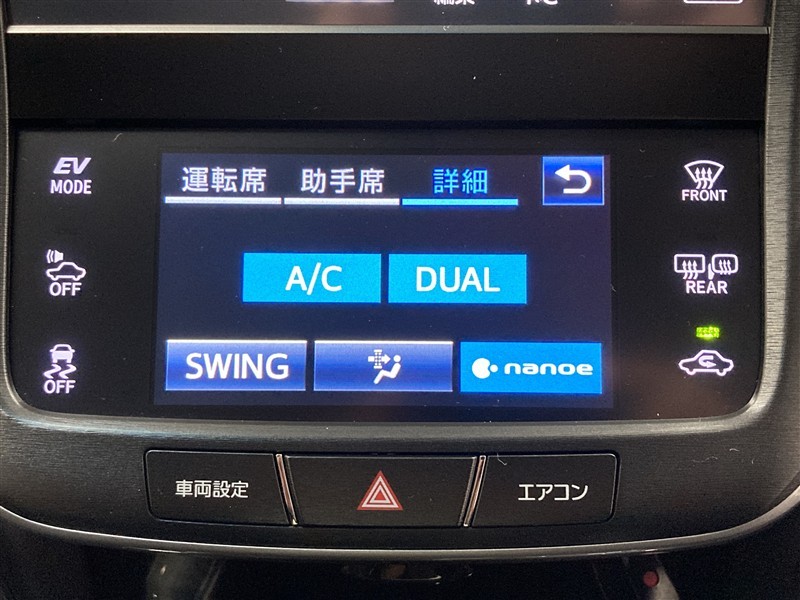 EV
MODE
運転席
助手席
詳細
FRONT
OFF
A/C
DUAL
REAR
OFF
SWING
nanoe
車両設定
エアコン